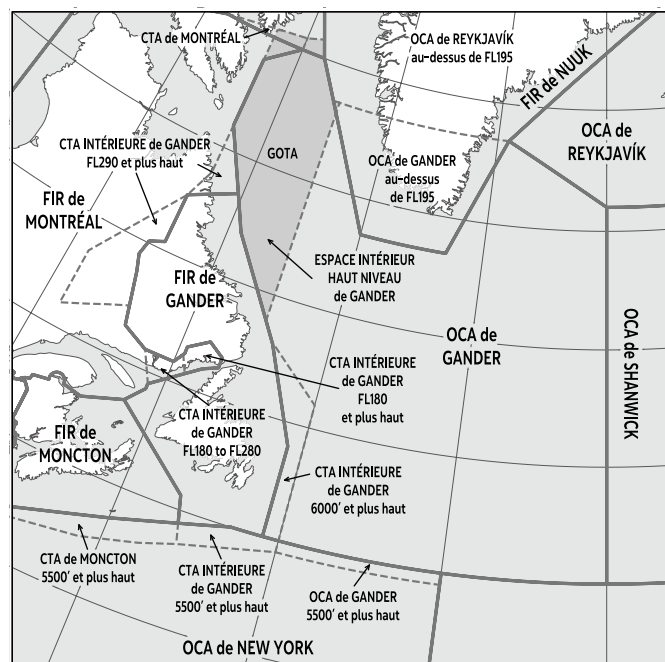 CTA de MONTRÉAL
OCA de REYKJAVÍK
au-dessus de FL195
FIR de NUUK
OCA de
REYKJAVÍK
CTA INTÉRIEURE de GANDER
FL290 et plus haut
GOTA
OCA de GANDER
au-dessus
de FL195
FIR de
MONTRÉAL
ESPACE INTÉRIEUR
HAUT NIVEAU
de GANDER
FIR de
GANDER
OCA de
GANDER
OCA de SHANWICK
CTA INTÉRIEURE
de GANDER
FL180
et plus haut
CTA INTÉRIEURE
de GANDER
FL180 to FL280
FIR de
MONCTON
CTA INTÉRIEURE
de GANDER
6000' et plus haut
CTA de MONCTON
5500' et plus haut
CTA INTÉRIEURE
de GANDER
5500' et plus haut
OCA de GANDER
5500' et plus haut
OCA de NEW YORK